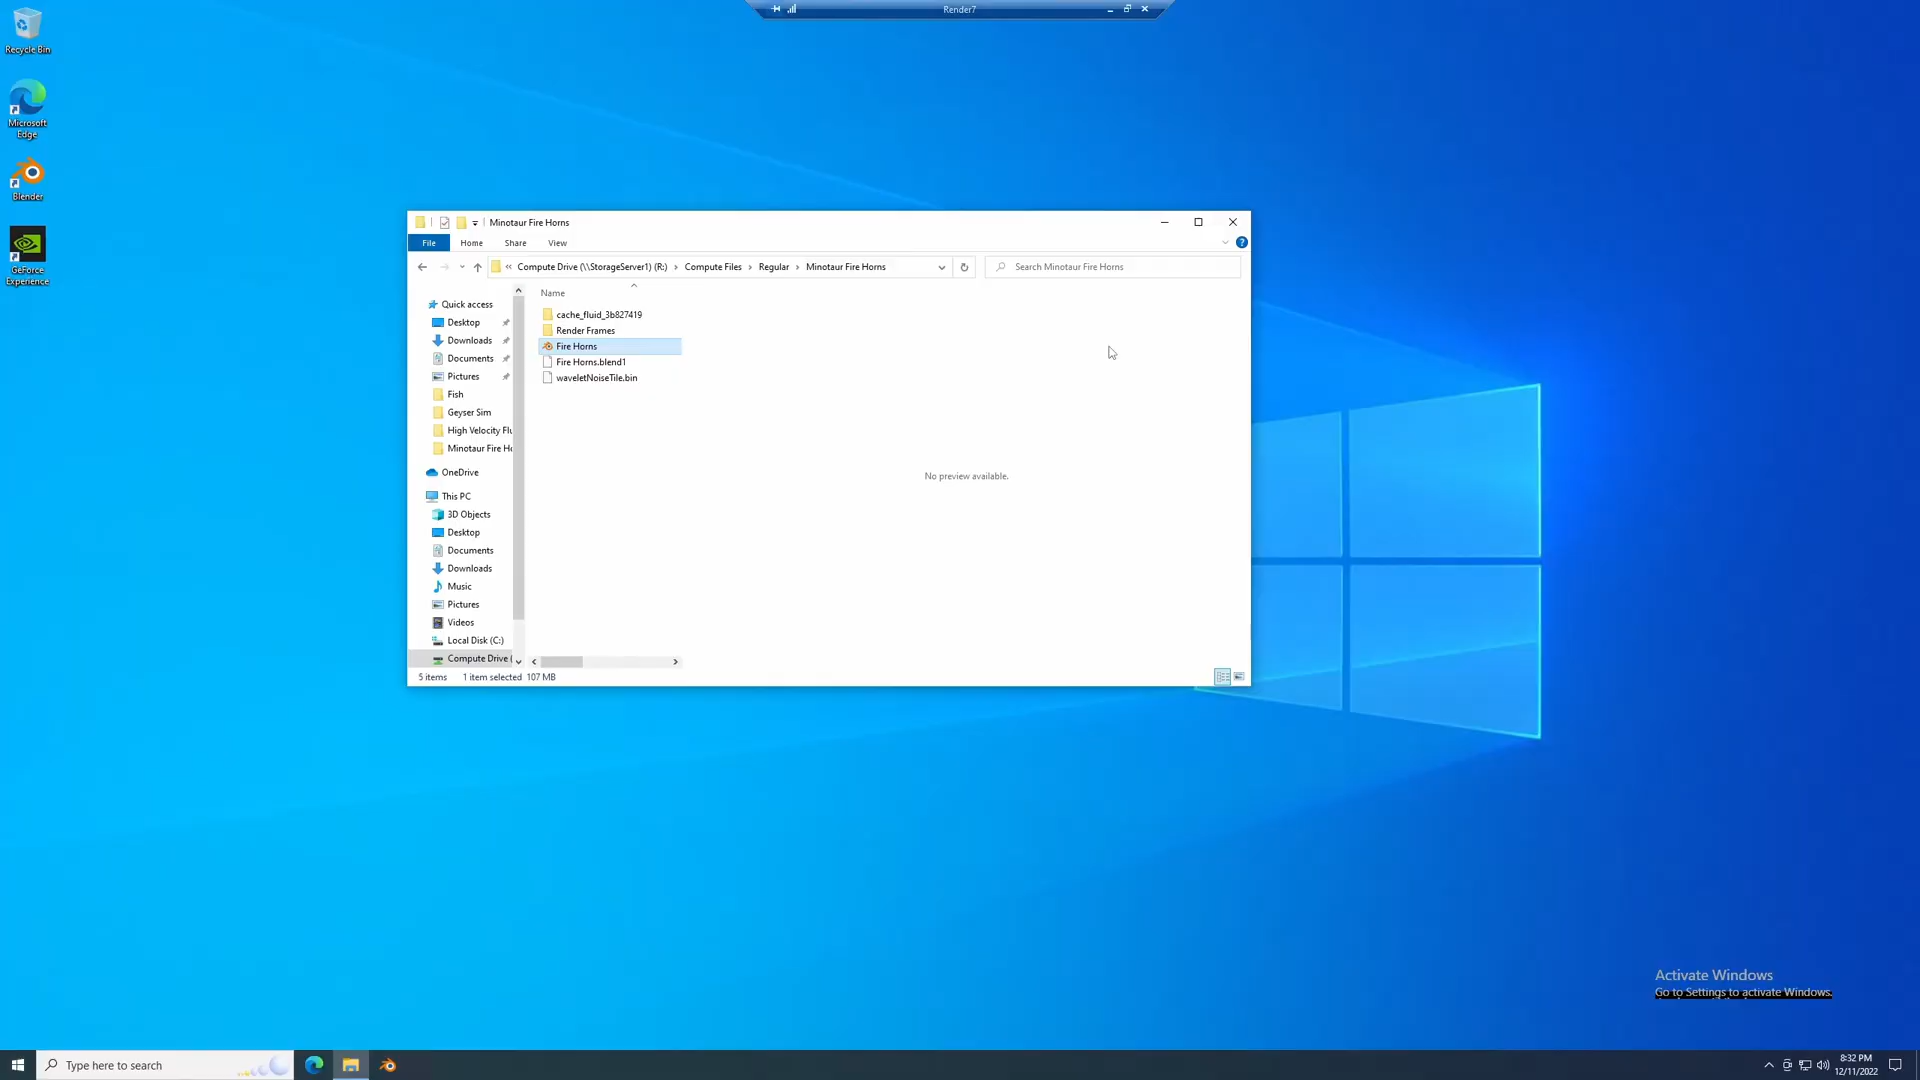 Render7
Recycle Bin
Microsoft
Edge
Blender
GeForce
Experience
Minotaur Fire Horns
File
Home
Share
View
Compute Drive (\\StorageServer1) (R:)
Compute Files
Regular
Minotaur Fire Horns
Search Minotaur Fire Horns
Quick access
Desktop
Downloads
Documents
Pictures
Fish
Geyser Sim
High Velocity Flu
Minotaur Fire Ho
OneDrive
This PC
3D Objects
Desktop
Documents
Downloads
Music
Pictures
Videos
Local Disk (C:)
Compute Drive (
Name
cache_fluid_3b827419
Render Frames
Fire Horns
Fire Horns.blend1
waveletNoiseTile.bin
No preview available.
5 items
1 item selected 107 MB
Activate Windows
Go to Settings to activate Windows.
Type here to search
8:32 PM
12/11/2022